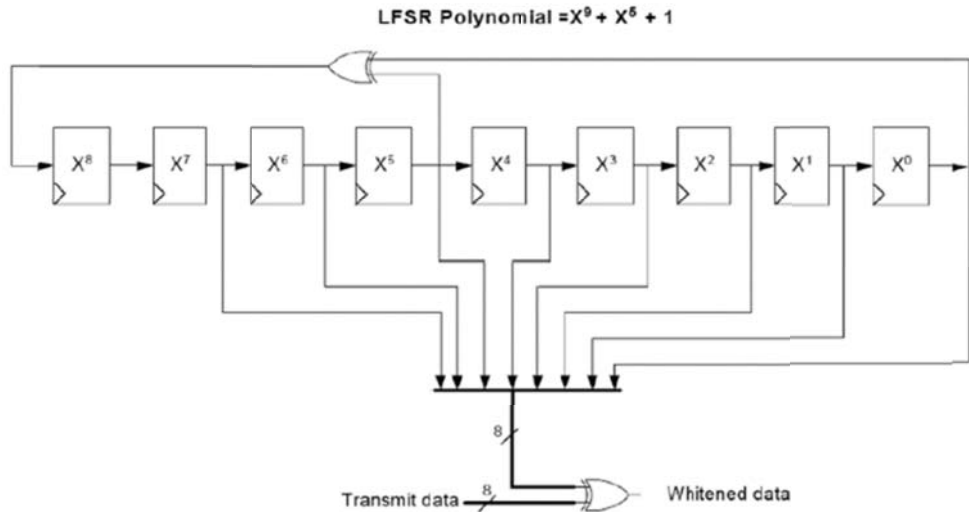 LFSR Polynomial =X⁹ + X⁵ + 1
X⁸ X⁷ X⁶ X⁵ X⁴ X³ X² X¹ X⁰
8
8
Transmit data
Whitened data